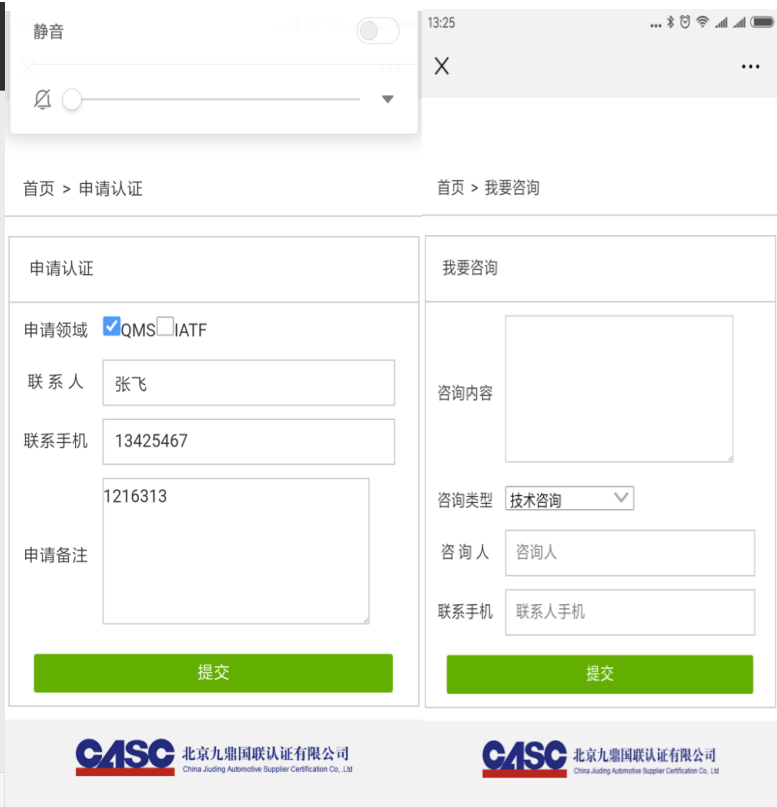 静音
首页 > 申请认证
申请认证
申请领域 QMS IATF
联系人 张飞
联系手机 13425467
申请备注 1216313
提交
CASC 北京九鼎国联认证有限公司
China Jiuding Automotive Supplier Certification Co., Ltd
13:25
X
首页 > 我要咨询
我要咨询
咨询内容
咨询类型 技术咨询
咨询人 咨询人
联系手机 联系人手机
提交
CASC 北京九鼎国联认证有限公司
China Jiuding Automotive Supplier Certification Co., Ltd